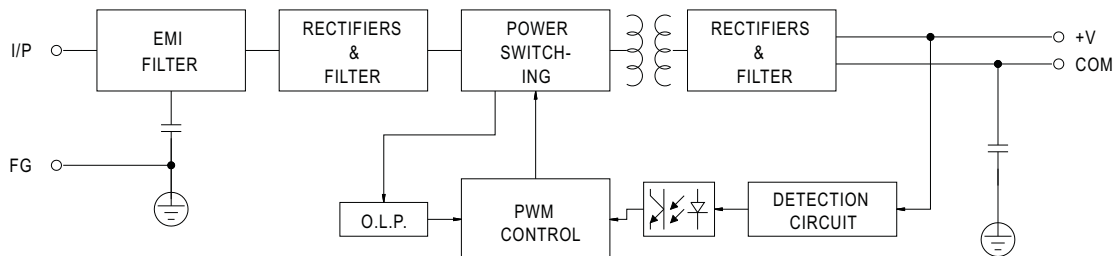 I/P
EMI
FILTER
RECTIFIERS
&
FILTER
POWER
SWITCH-
ING
RECTIFIERS
&
FILTER
+V
COM
FG
O.L.P.
PWM
CONTROL
DETECTION
CIRCUIT